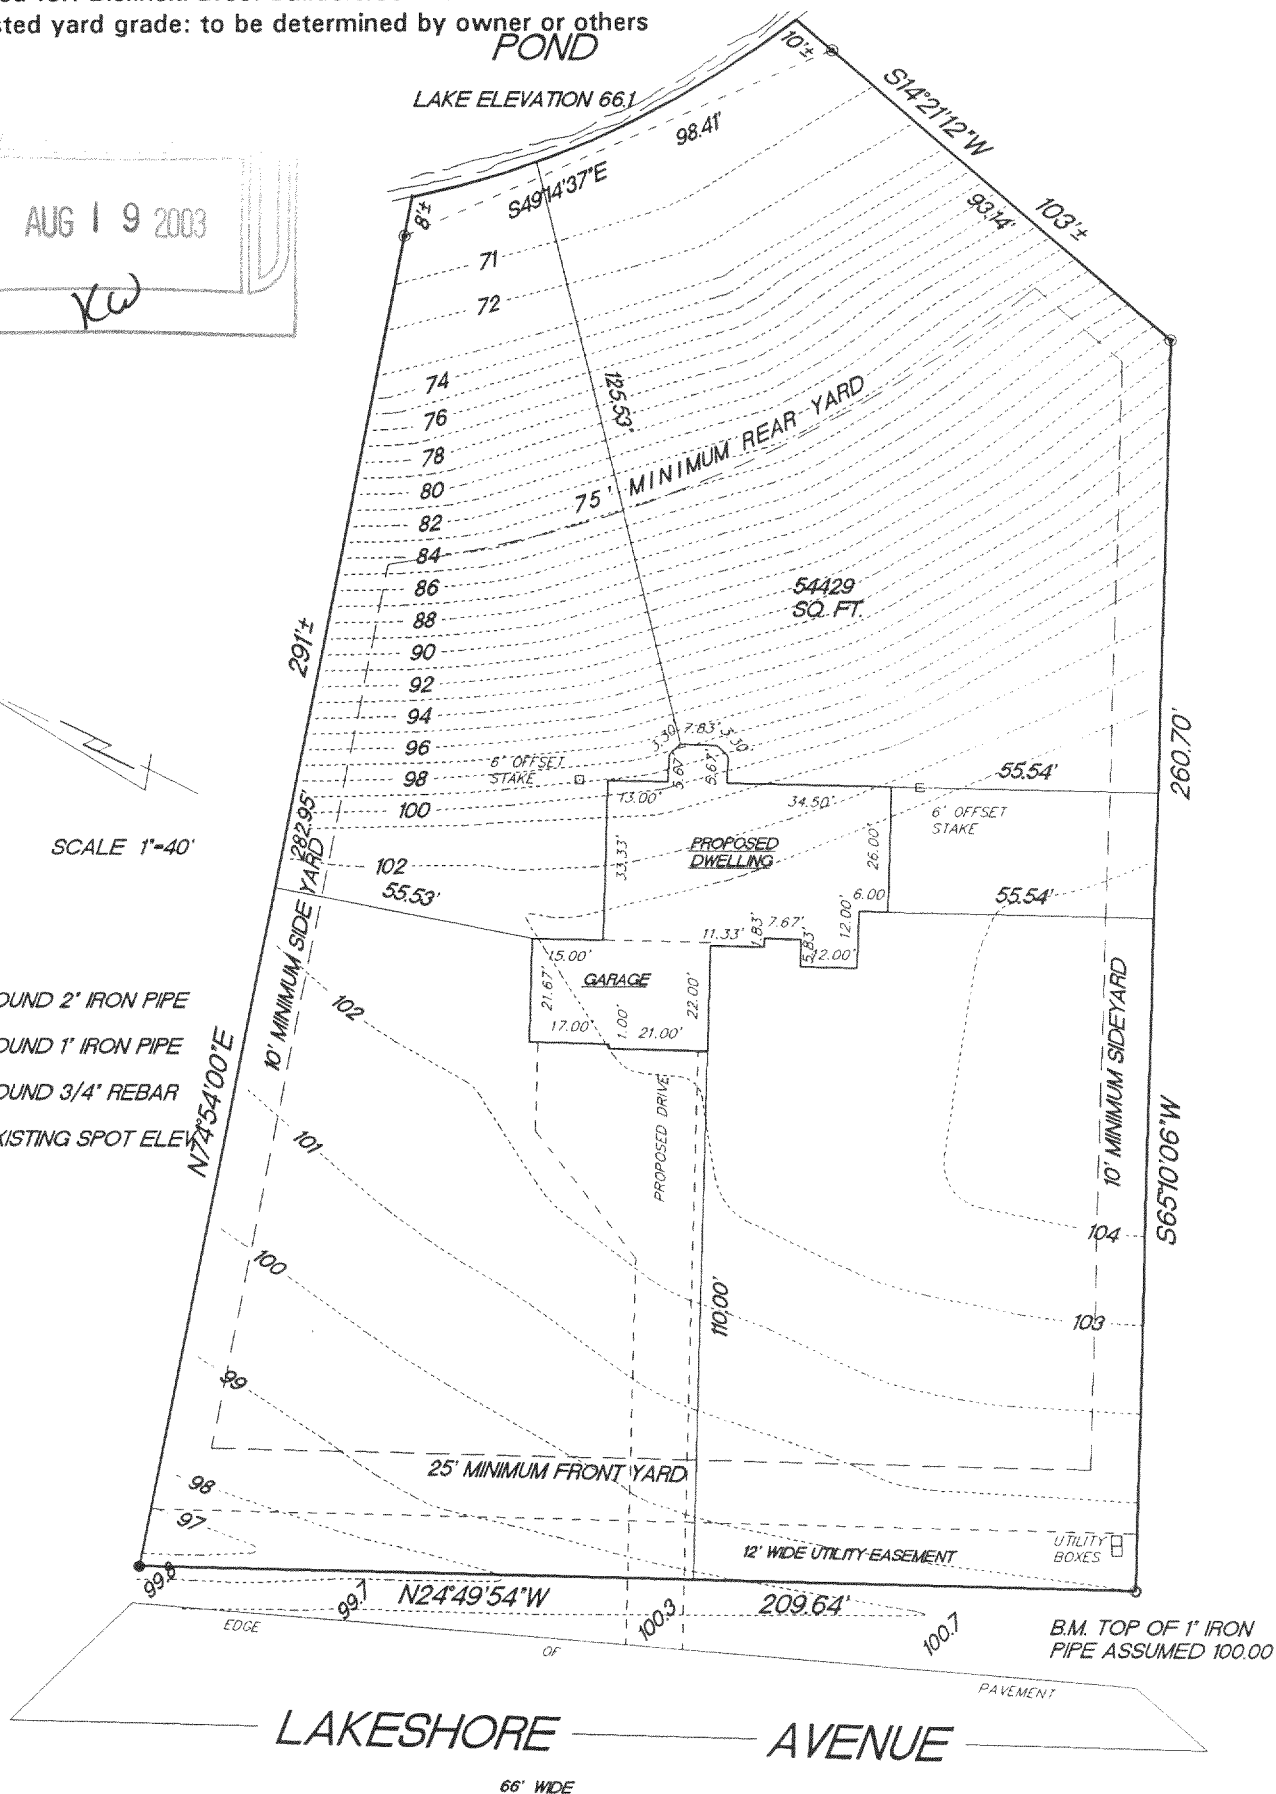 sted yard grade: to be determined by owner or others
POND
LAKE ELEVATION 66.1
10'±
S14°21'12"W
98.41'
S49°14'37"E
8'±
93.14'
103'±
AUG 19 2003
KW
71
72
74
76
78
80
82
84
86
88
90
92
94
96
98
100
102
125.53'
75' MINIMUM REAR YARD
54429
SQ. FT.
291'±
260.70'
3.30
7.83'
3.30
5.67'
5.67'
6' OFFSET
STAKE
13.00'
34.50'
55.54'
6' OFFSET
STAKE
SCALE 1"=40'
282.95'
PROPOSED
DWELLING
33.33'
26.00'
55.53'
6.00
55.54'
12.00'
7.67'
11.33'
1.83'
5.83'
12.00'
15.00'
GARAGE
21.67'
22.00'
17.00'
1.00'
21.00'
10' MINIMUM SIDE YARD
10' MINIMUM SIDEYARD
OUND 2" IRON PIPE
OUND 1" IRON PIPE
OUND 3/4" REBAR
XISTING SPOT ELEV
N74°54'00"E
S65°10'06"W
102
101
100
99
98
97
104
103
PROPOSED DRIVE
110.00'
25' MINIMUM FRONT YARD
12' WIDE UTILITY EASEMENT
UTILITY
BOXES
99.8
99.7
N24°49'54"W
100.3
209.64'
100.7
B.M. TOP OF 1" IRON
PIPE ASSUMED 100.00
EDGE
OF
PAVEMENT
LAKESHORE AVENUE
66' WIDE